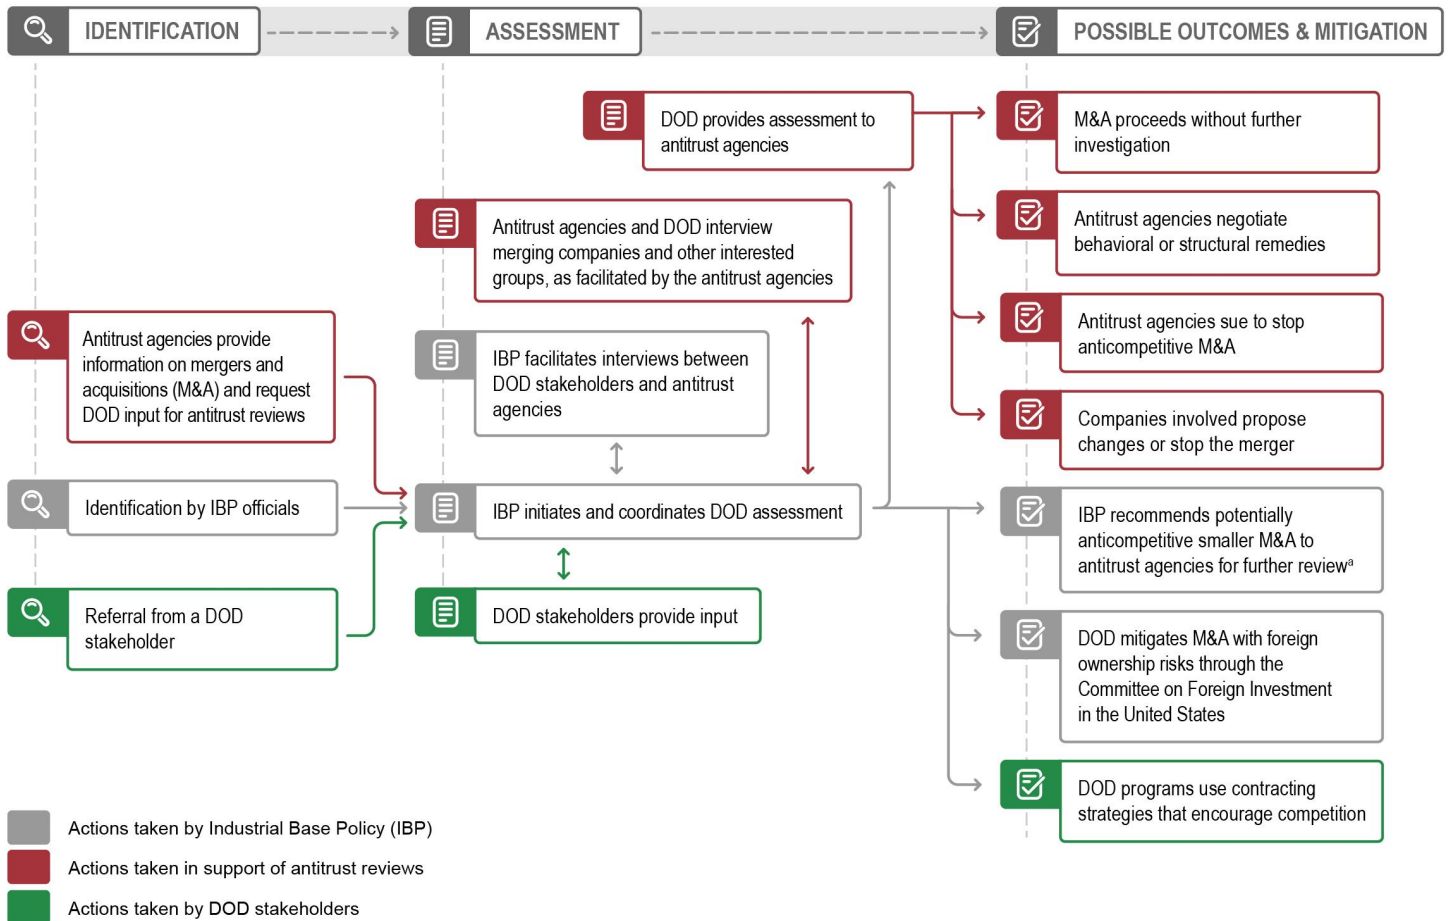 IDENTIFICATION
ASSESSMENT
POSSIBLE OUTCOMES & MITIGATION
Antitrust agencies provide
information on mergers and
acquisitions (M&A) and request
DOD input for antitrust reviews
Identification by IBP officials
Referral from a DOD
stakeholder
DOD provides assessment to
antitrust agencies
Antitrust agencies and DOD interview
merging companies and other interested
groups, as facilitated by the antitrust agencies
IBP facilitates interviews between
DOD stakeholders and antitrust
agencies
IBP initiates and coordinates DOD assessment
DOD stakeholders provide input
M&A proceeds without further
investigation
Antitrust agencies negotiate
behavioral or structural remedies
Antitrust agencies sue to stop
anticompetitive M&A
Companies involved propose
changes or stop the merger
IBP recommends potentially
anticompetitive smaller M&A to
antitrust agencies for further reviewᵃ
DOD mitigates M&A with foreign
ownership risks through the
Committee on Foreign Investment
in the United States
DOD programs use contracting
strategies that encourage competition
Actions taken by Industrial Base Policy (IBP)
Actions taken in support of antitrust reviews
Actions taken by DOD stakeholders